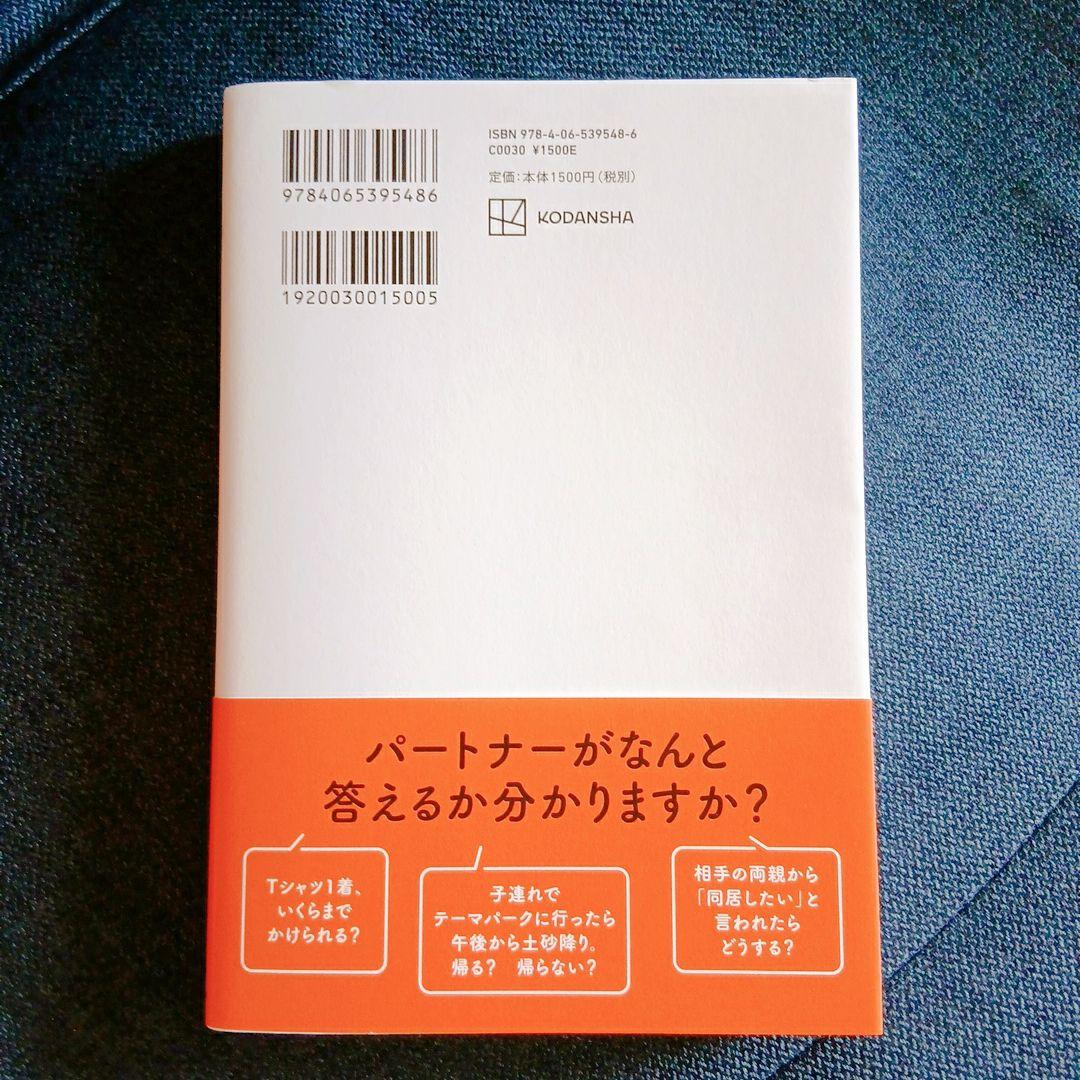 9784065395486
1920030015005
ISBN 978-4-06-539548-6
C0030 ¥1500E
定価:本体1500円(税別)
KODANSHA
パートナーがなんと
答えるか分かりますか?
Tシャツ1着、
いくらまで
かけられる?
子連れで
テーマパークに行ったら
午後から土砂降り。
帰る? 帰らない?
相手の両親から
「同居したい」と
言われたら
どうする?